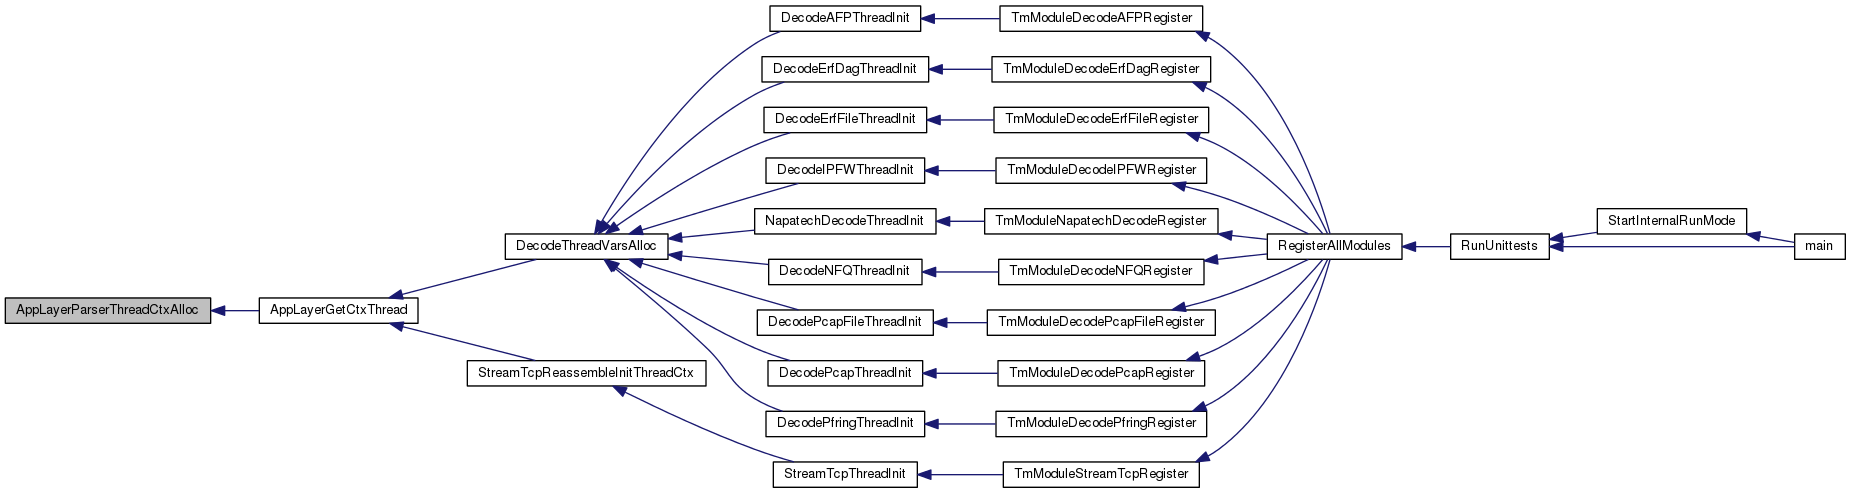 DecodeAFPThreadInit
TmModuleDecodeAFPRegister
DecodeErfDagThreadInit
TmModuleDecodeErfDagRegister
DecodeErfFileThreadInit
TmModuleDecodeErfFileRegister
DecodeIPFWThreadInit
TmModuleDecodeIPFWRegister
NapatechDecodeThreadInit
TmModuleNapatechDecodeRegister
StartInternalRunMode
DecodeThreadVarsAlloc
RegisterAllModules
RunUnittests
main
DecodeNFQThreadInit
TmModuleDecodeNFQRegister
AppLayerParserThreadCtxAlloc
AppLayerGetCtxThread
DecodePcapFileThreadInit
TmModuleDecodePcapFileRegister
StreamTcpReassembleInitThreadCtx
DecodePcapThreadInit
TmModuleDecodePcapRegister
DecodePfringThreadInit
TmModuleDecodePfringRegister
StreamTcpThreadInit
TmModuleStreamTcpRegister